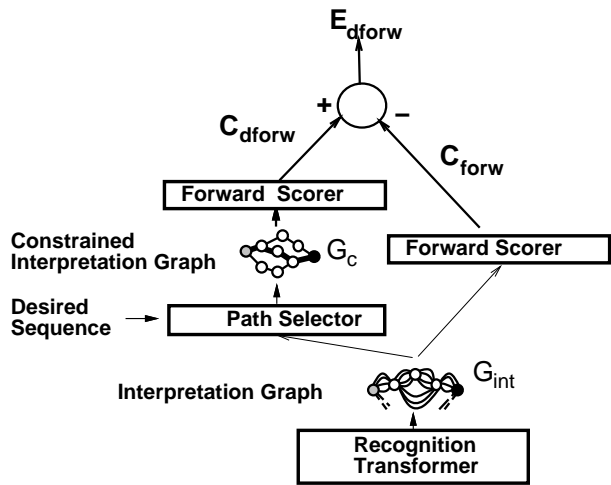 E_dforw
+
−
C_dforw
C_forw
Forward Scorer
Constrained
Interpretation Graph
G_c
Forward Scorer
Desired
Sequence
Path Selector
Interpretation Graph
G_int
Recognition
Transformer